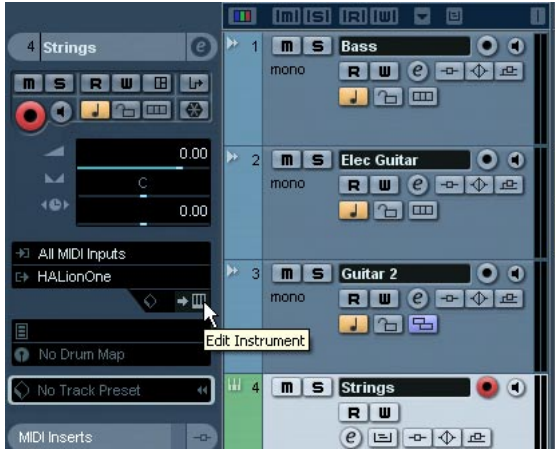 4 Strings e
m S R W
0.00
C
0.00
All MIDI Inputs
HALionOne
Edit Instrument
No Drum Map
No Track Preset
MIDI Inserts
[m] [S] [R] [W]
1 m S Bass
mono R W e
2 m S Elec Guitar
mono R W e
3 m S Guitar 2
mono R W e
4 m S Strings
R W
e